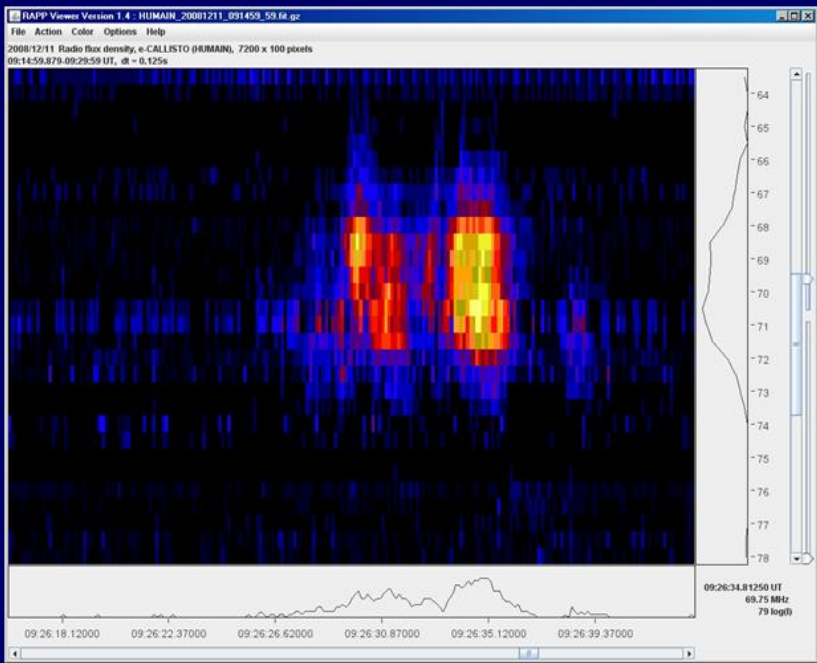 RAPP Viewer Version 1.4 : HUMAIN_20081211_091459_59.fit.gz
File Action Color Options Help
2008/12/11 Radio flux density, e-CALLISTO (HUMAIN), 7200 x 100 pixels
09:14:59.879-09:29:59 UT, dt = 0.125s
64
65
66
67
68
69
70
71
72
73
74
75
76
77
78
09:26:34.81250 UT
69.75 MHz
79 log(I)
09:26:18.12000 09:26:22.37000 09:26:26.62000 09:26:30.87000 09:26:35.12000 09:26:39.37000